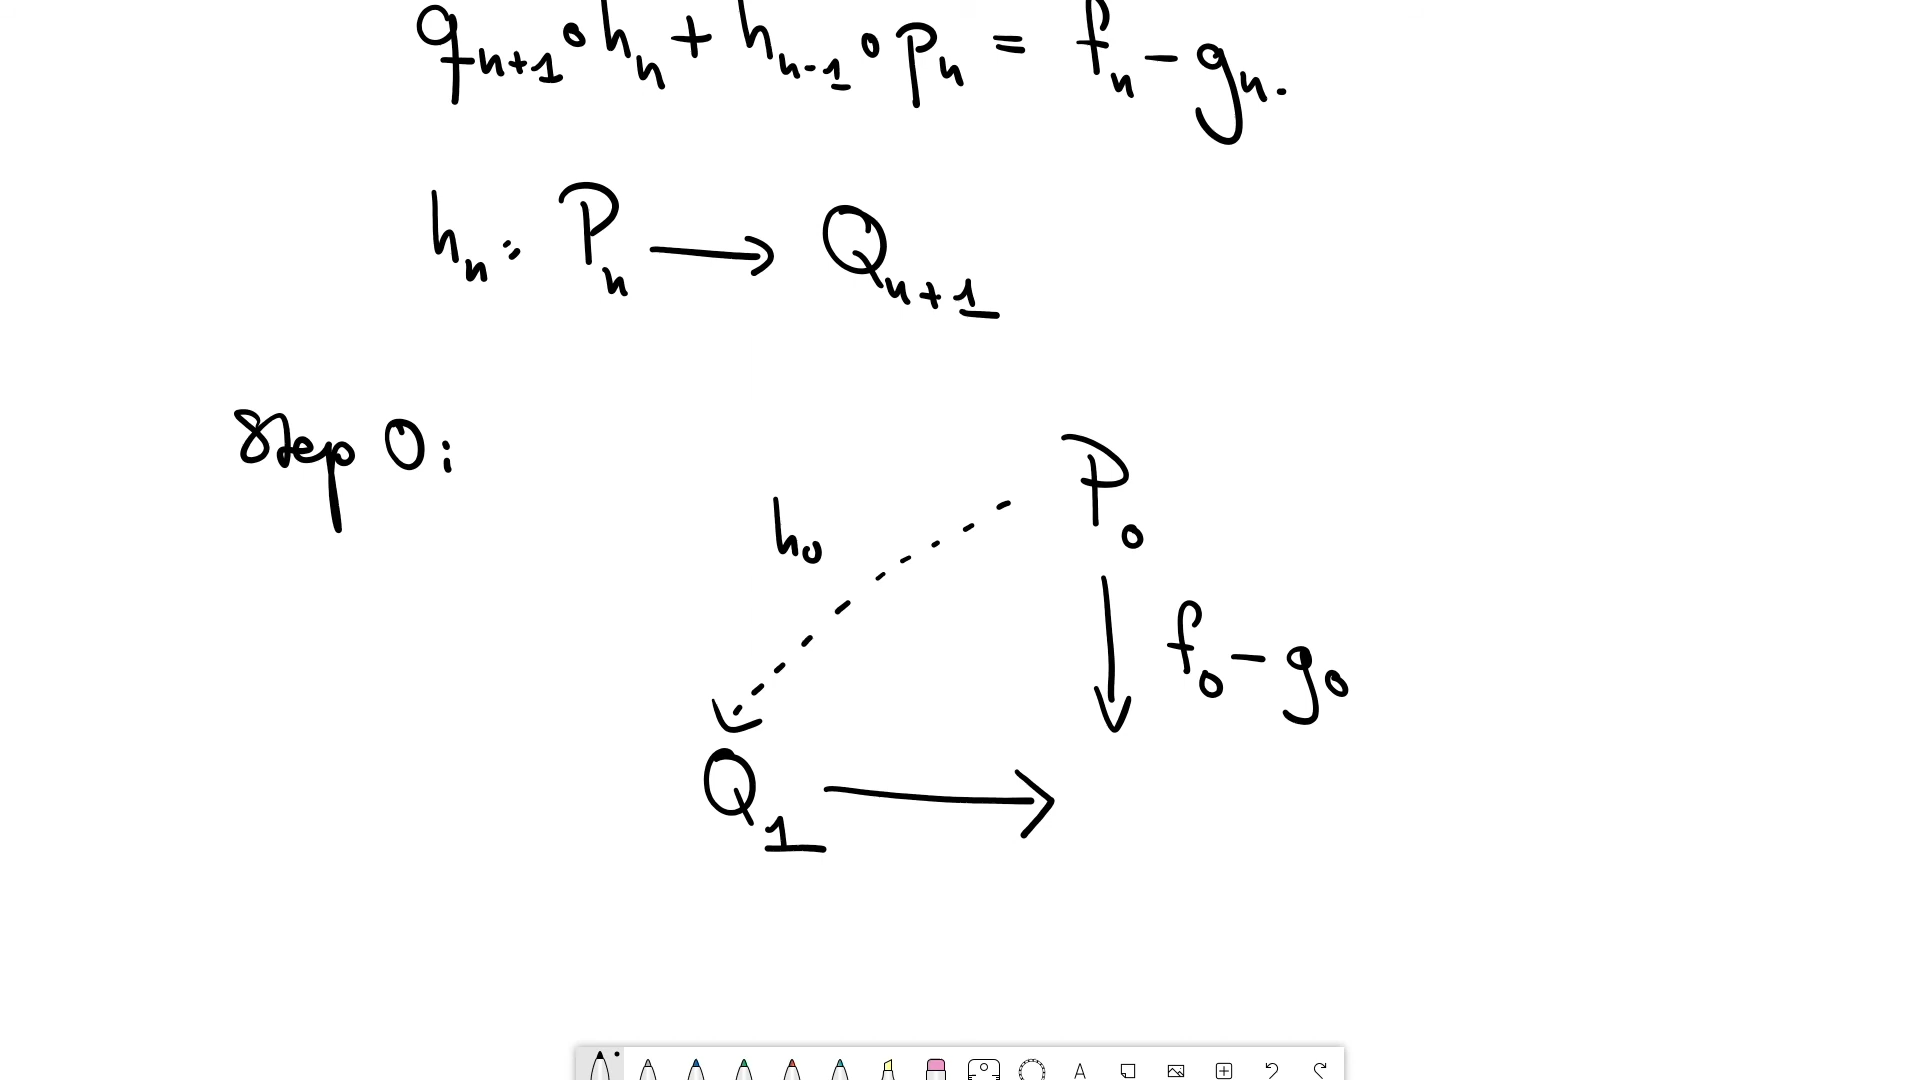 q_{n+1} ∘ h_n + h_{n-1} ∘ p_n = f_n - g_n.
h_n: P_n ⟶ Q_{n+1}
Step 0:
P_0
h_0
f_0 - g_0
Q_1 ⟶